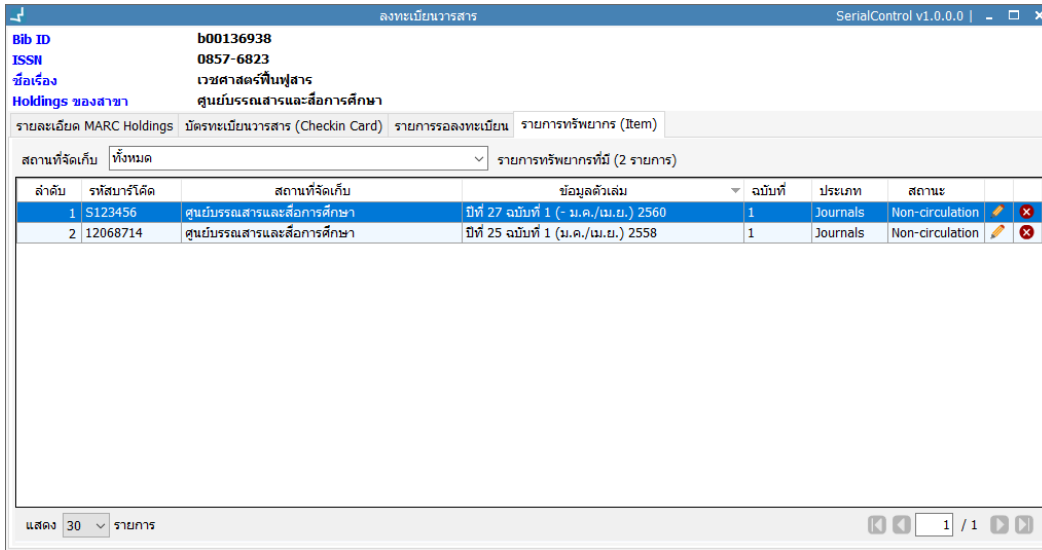 ลงทะเบียนวารสาร SerialControl v1.0.0.0 |
Bib ID b00136938
ISSN 0857-6823
ชื่อเรื่อง เวชศาสตร์ฟื้นฟูสาร
Holdings ของสาขา ศูนย์บรรณสารและสื่อการศึกษา
รายละเอียด MARC Holdings บัตรทะเบียนวารสาร (Checkin Card) รายการรอลงทะเบียน รายการทรัพยากร (Item)
สถานที่จัดเก็บ ทั้งหมด รายการทรัพยากรที่มี (2 รายการ)
ลำดับ รหัสบาร์โค้ด สถานที่จัดเก็บ ข้อมูลตัวเล่ม ฉบับที่ ประเภท สถานะ
1 S123456 ศูนย์บรรณสารและสื่อการศึกษา ปีที่ 27 ฉบับที่ 1 (- ม.ค./เม.ย.) 2560 1 Journals Non-circulation
2 12068714 ศูนย์บรรณสารและสื่อการศึกษา ปีที่ 25 ฉบับที่ 1 (ม.ค./เม.ย.) 2558 1 Journals Non-circulation
แสดง 30 รายการ 1 / 1